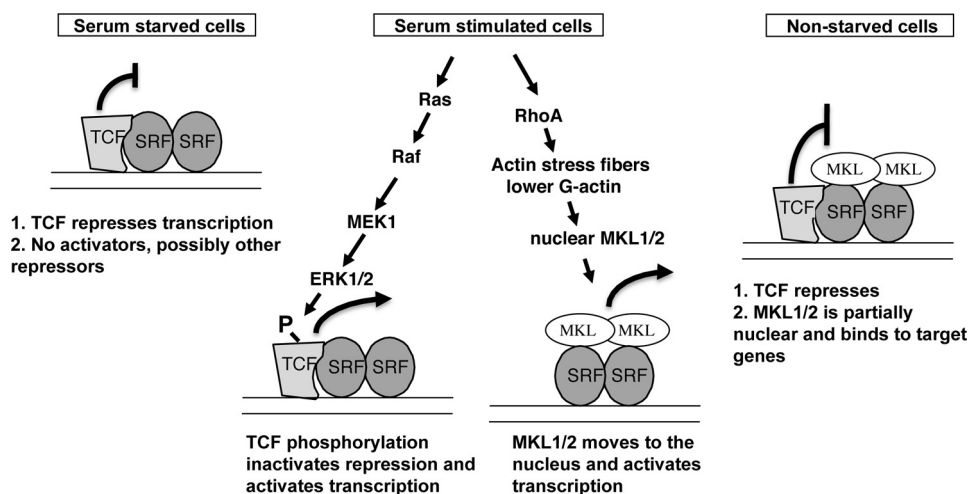 Serum starved cells
TCF
SRF
SRF
1. TCF represses transcription
2. No activators, possibly other
repressors
Serum stimulated cells
Ras
Raf
MEK1
ERK1/2
P
TCF
SRF
SRF
TCF phosphorylation
inactivates repression and
activates transcription
RhoA
Actin stress fibers
lower G-actin
nuclear MKL1/2
MKL
MKL
SRF
SRF
MKL1/2 moves to the
nucleus and activates
transcription
Non-starved cells
MKL
MKL
TCF
SRF
SRF
1. TCF represses
2. MKL1/2 is partially
nuclear and binds to target
genes